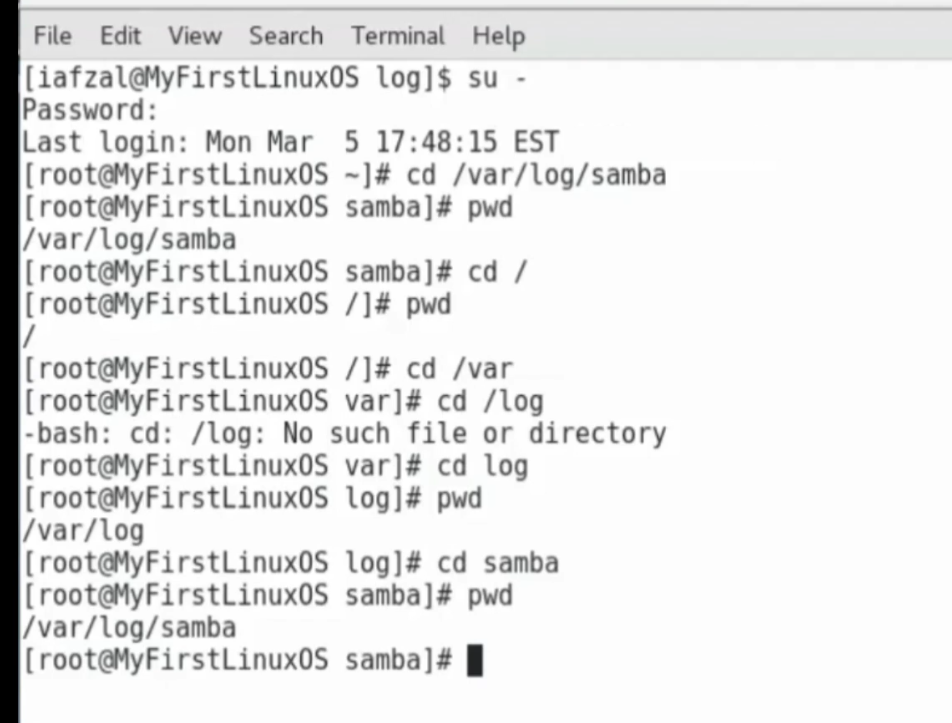 File Edit View Search Terminal Help
[iafzal@MyFirstLinuxOS log]$ su -
Password:
Last login: Mon Mar  5 17:48:15 EST
[root@MyFirstLinuxOS ~]# cd /var/log/samba
[root@MyFirstLinuxOS samba]# pwd
/var/log/samba
[root@MyFirstLinuxOS samba]# cd /
[root@MyFirstLinuxOS /]# pwd
/
[root@MyFirstLinuxOS /]# cd /var
[root@MyFirstLinuxOS var]# cd /log
-bash: cd: /log: No such file or directory
[root@MyFirstLinuxOS var]# cd log
[root@MyFirstLinuxOS log]# pwd
/var/log
[root@MyFirstLinuxOS log]# cd samba
[root@MyFirstLinuxOS samba]# pwd
/var/log/samba
[root@MyFirstLinuxOS samba]#